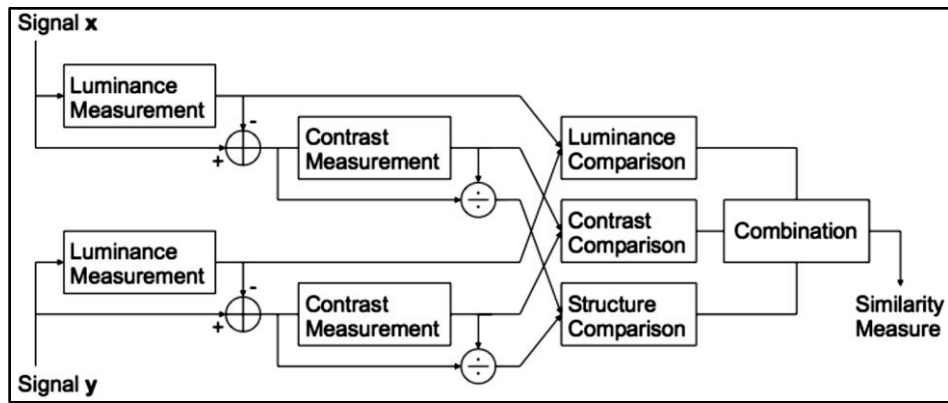 Signal x
Luminance
Measurement
-
+
Contrast
Measurement
÷
Luminance
Comparison
Luminance
Measurement
-
+
Contrast
Measurement
÷
Contrast
Comparison
Structure
Comparison
Combination
Similarity
Measure
Signal y